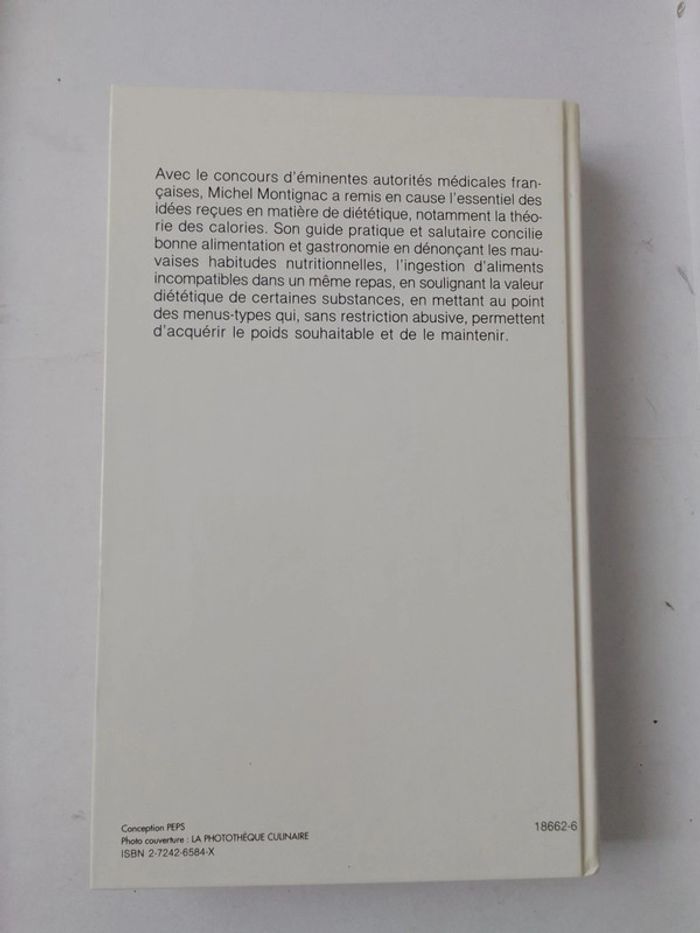 Avec le concours d'éminentes autorités médicales fran-
çaises, Michel Montignac a remis en cause l'essentiel des
idées reçues en matière de diététique, notamment la théo-
rie des calories. Son guide pratique et salutaire concilie
bonne alimentation et gastronomie en dénonçant les mau-
vaises habitudes nutritionnelles, l'ingestion d'aliments
incompatibles dans un même repas, en soulignant la valeur
diététique de certaines substances, en mettant au point
des menus-types qui, sans restriction abusive, permettent
d'acquérir le poids souhaitable et de le maintenir.
Conception PEPS
Photo couverture : LA PHOTOTHÈQUE CULINAIRE
ISBN 2-7242-6584-X
18662-6